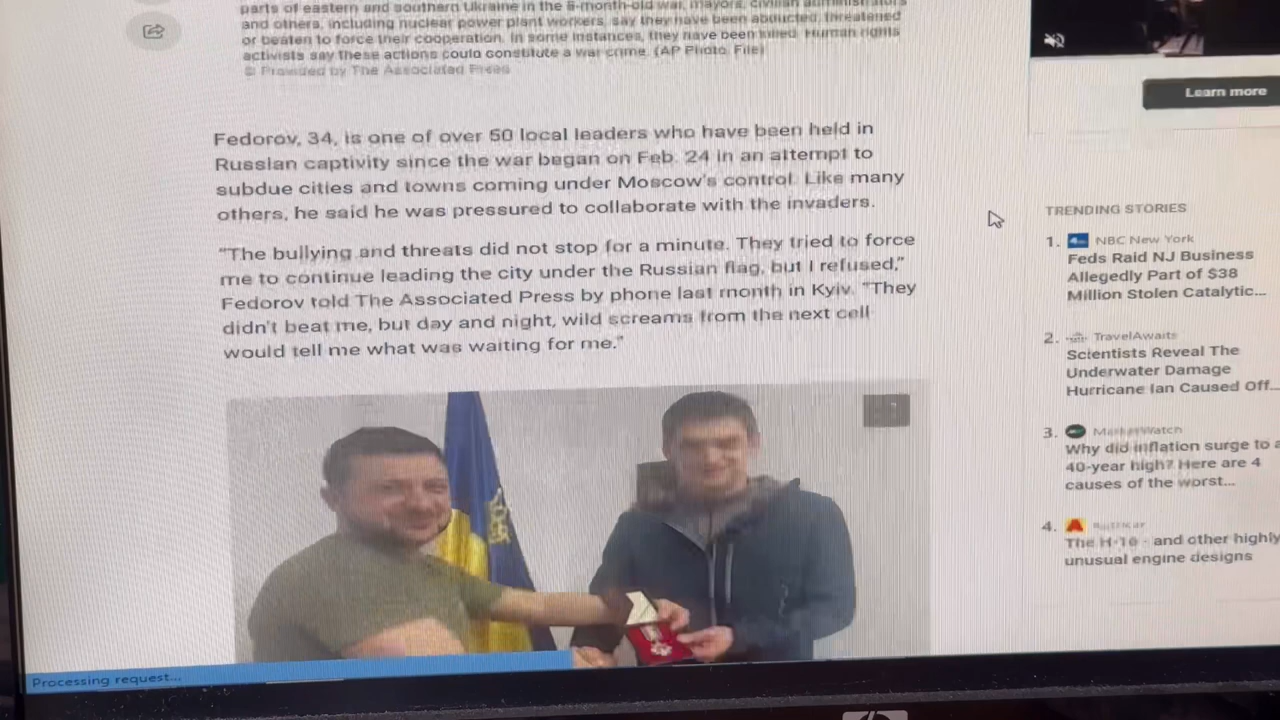 parts of eastern and southern Ukraine in the 8-month-old war, mayors, civilian administrators
and others, including nuclear power plant workers, say they have been abducted, threatened
or beaten to force their cooperation. In some instances, they have been killed. Human rights
activists say these actions could constitute a war crime. (AP Photo, File)
© Provided by The Associated Press
Fedorov, 34, is one of over 50 local leaders who have been held in
Russian captivity since the war began on Feb. 24 in an attempt to
subdue cities and towns coming under Moscow's control. Like many
others, he said he was pressured to collaborate with the invaders.
“The bullying and threats did not stop for a minute. They tried to force
me to continue leading the city under the Russian flag, but I refused,”
Fedorov told The Associated Press by phone last month in Kyiv. “They
didn't beat me, but day and night, wild screams from the next cell
would tell me what was waiting for me.”
Learn more
TRENDING STORIES
1. NBC New York
Feds Raid NJ Business
Allegedly Part of $38
Million Stolen Catalytic...
2. TravelAwaits
Scientists Reveal The
Underwater Damage
Hurricane Ian Caused Off...
3. MarketWatch
Why did inflation surge to a
40-year high? Here are 4
causes of the worst...
4.
The H-16 - and other highly
unusual engine designs
Processing request...